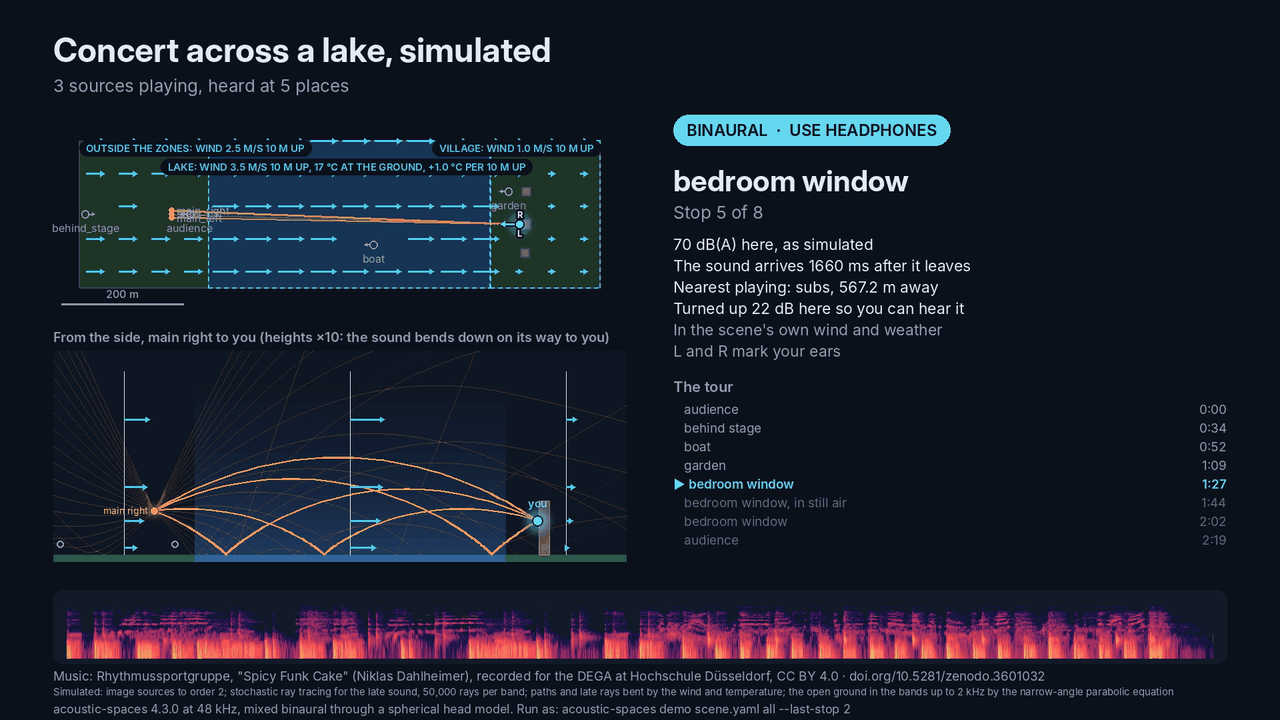 Concert across a lake, simulated
3 sources playing, heard at 5 places
BINAURAL · USE HEADPHONES
OUTSIDE THE ZONES: WIND 2.5 M/S 10 M UP
VILLAGE: WIND 1.0 M/S 10 M UP
LAKE: WIND 3.5 M/S 10 M UP, 17 °C AT THE GROUND, +1.0 °C PER 10 M UP
garden
R
L
main_right
main_left
behind_stage
audience
boat
200 m
bedroom window
Stop 5 of 8
70 dB(A) here, as simulated
The sound arrives 1660 ms after it leaves
Nearest playing: subs, 567.2 m away
Turned up 22 dB here so you can hear it
In the scene's own wind and weather
L and R mark your ears
From the side, main right to you (heights ×10: the sound bends down on its way to you)
main right
you
The tour
audience 0:00
behind stage 0:34
boat 0:52
garden 1:09
▶ bedroom window 1:27
bedroom window, in still air 1:44
bedroom window 2:02
audience 2:19
Music: Rhythmussportgruppe, "Spicy Funk Cake" (Niklas Dahlheimer), recorded for the DEGA at Hochschule Düsseldorf, CC BY 4.0 · doi.org/10.5281/zenodo.3601032
Simulated: image sources to order 2; stochastic ray tracing for the late sound, 50,000 rays per band; paths and late rays bent by the wind and temperature; the open ground in the bands up to 2 kHz by the narrow-angle parabolic equation
acoustic-spaces 4.3.0 at 48 kHz, mixed binaural through a spherical head model. Run as: acoustic-spaces demo scene.yaml all --last-stop 2